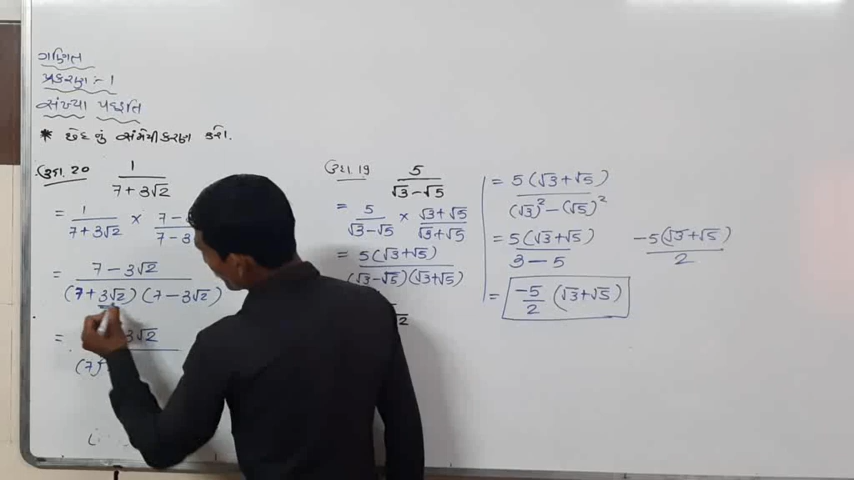 ગણિત
પ્રકરણ :- 1
સંખ્યા પદ્ધતિ
* છેદનું સંમેયીકરણ કરો.
ઉદા. 20 1/(7+3√2)
= 1/(7+3√2) × 7-/(7-3
= (7-3√2)/((7+3√2)(7-3√2))
= 3√2/(7)
ઉદા. 19 5/(√3-√5)
= 5/(√3-√5) × (√3+√5)/(√3+√5)
= 5(√3+√5)/((√3-√5)(√3+√5))
= 5(√3+√5)/((√3)²-(√5)²)
= 5(√3+√5)/(3-5) -5(√3+√5)/2
= -5/2 (√3+√5)